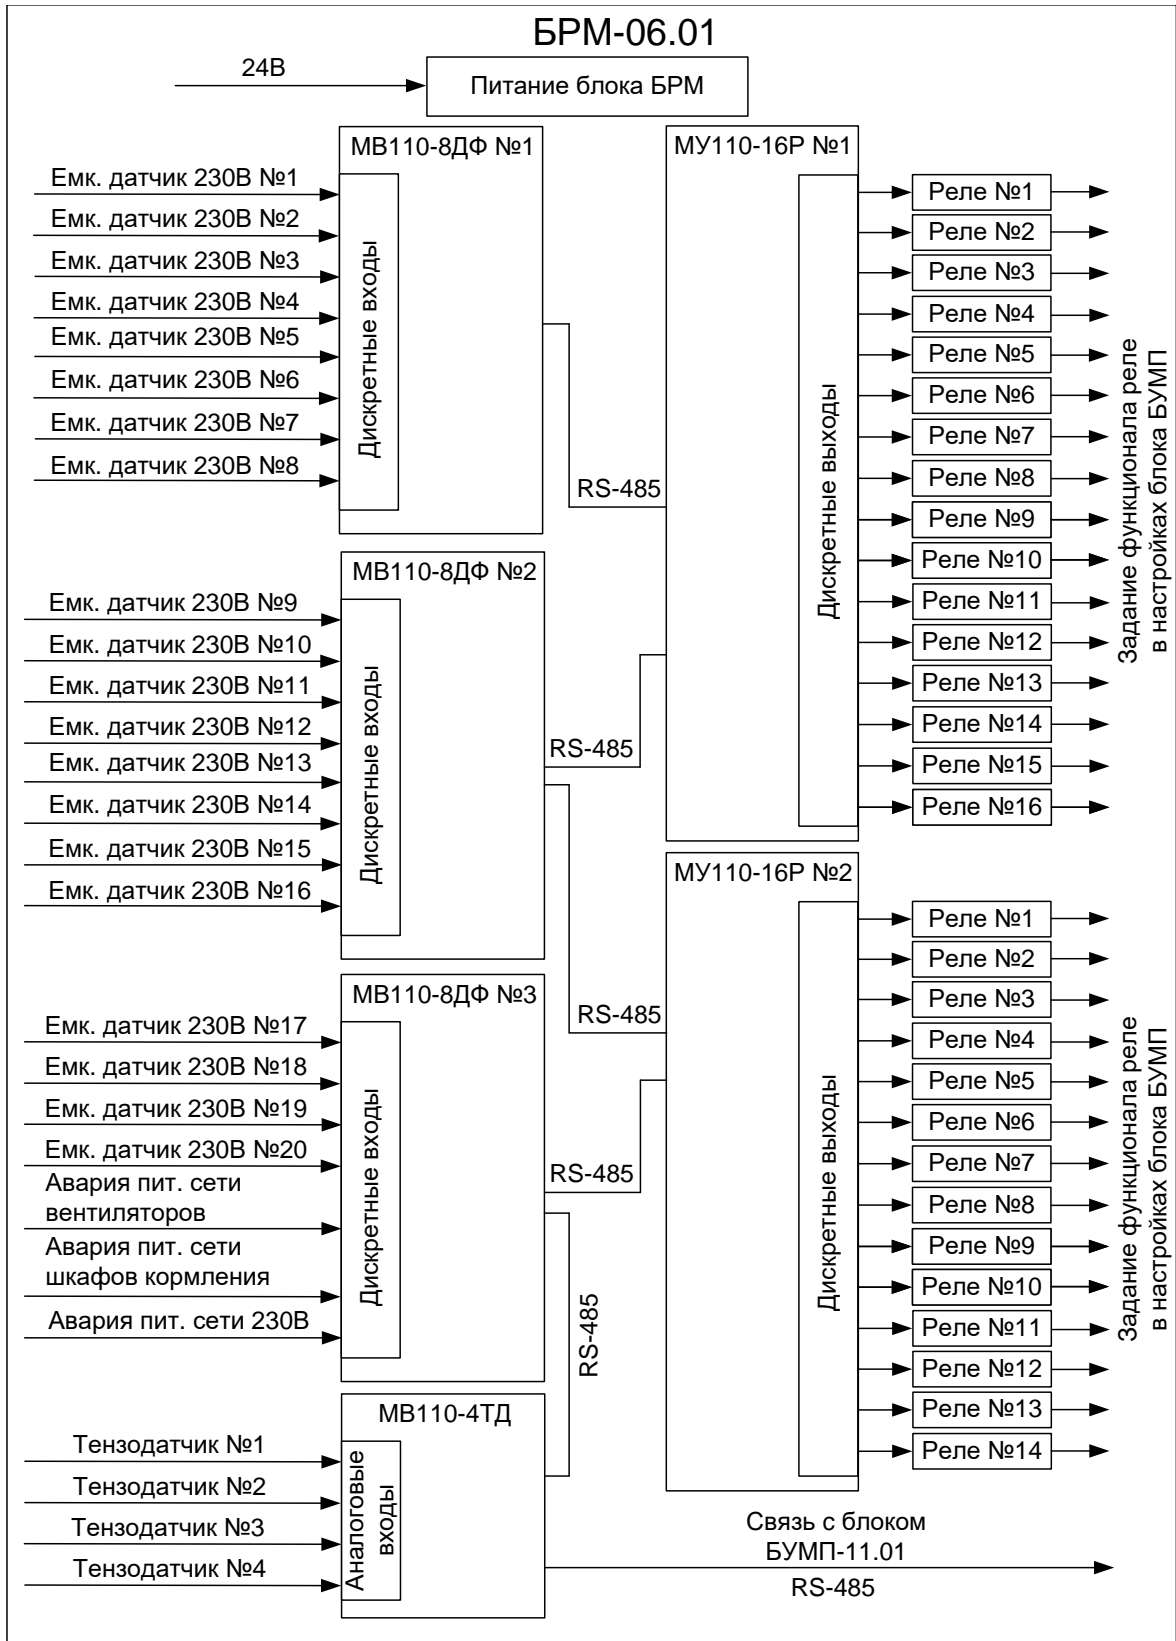 БРМ-06.01
24В
Питание блока БРМ
МВ110-8ДФ №1
Емк. датчик 230В №1
Емк. датчик 230В №2
Емк. датчик 230В №3
Емк. датчик 230В №4
Емк. датчик 230В №5
Емк. датчик 230В №6
Емк. датчик 230В №7
Емк. датчик 230В №8
Дискретные входы
RS-485
МВ110-8ДФ №2
Емк. датчик 230В №9
Емк. датчик 230В №10
Емк. датчик 230В №11
Емк. датчик 230В №12
Емк. датчик 230В №13
Емк. датчик 230В №14
Емк. датчик 230В №15
Емк. датчик 230В №16
Дискретные входы
RS-485
RS-485
МВ110-8ДФ №3
Емк. датчик 230В №17
Емк. датчик 230В №18
Емк. датчик 230В №19
Емк. датчик 230В №20
Авария пит. сети
вентиляторов
Авария пит. сети
шкафов кормления
Авария пит. сети 230В
Дискретные входы
RS-485
RS-485
МВ110-4ТД
Тензодатчик №1
Тензодатчик №2
Тензодатчик №3
Тензодатчик №4
Аналоговые
входы
МУ110-16Р №1
Дискретные выходы
Реле №1
Реле №2
Реле №3
Реле №4
Реле №5
Реле №6
Реле №7
Реле №8
Реле №9
Реле №10
Реле №11
Реле №12
Реле №13
Реле №14
Реле №15
Реле №16
Задание функционала реле
в настройках блока БУМП
МУ110-16Р №2
Дискретные выходы
Реле №1
Реле №2
Реле №3
Реле №4
Реле №5
Реле №6
Реле №7
Реле №8
Реле №9
Реле №10
Реле №11
Реле №12
Реле №13
Реле №14
Задание функционала реле
в настройках блока БУМП
Связь с блоком
БУМП-11.01
RS-485